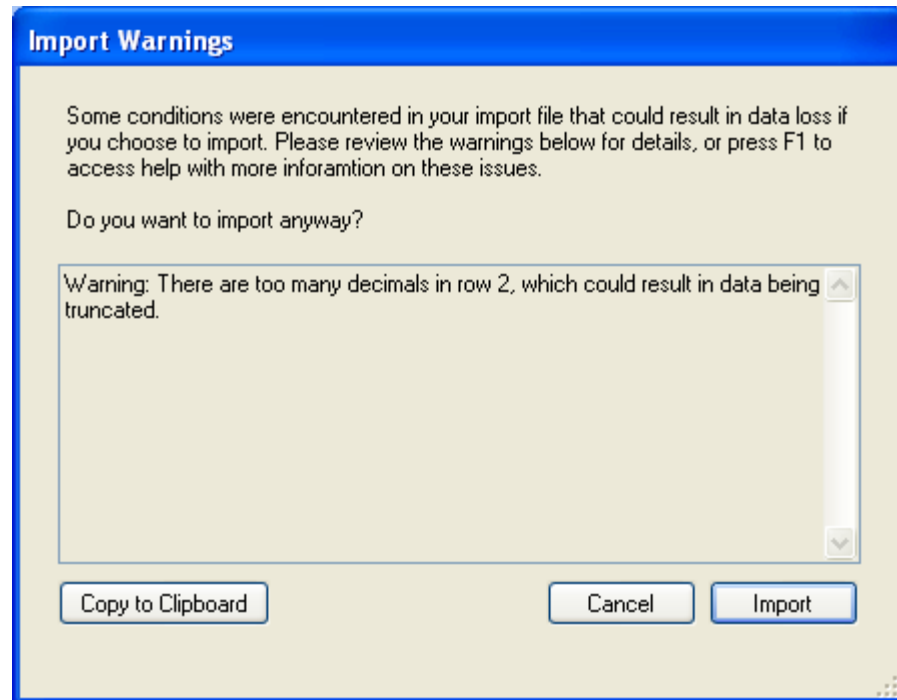 Import Warnings
Some conditions were encountered in your import file that could result in data loss if
you choose to import. Please review the warnings below for details, or press F1 to
access help with more inforamtion on these issues.
Do you want to import anyway?
Warning: There are too many decimals in row 2, which could result in data being
truncated.
Copy to Clipboard
Cancel
Import